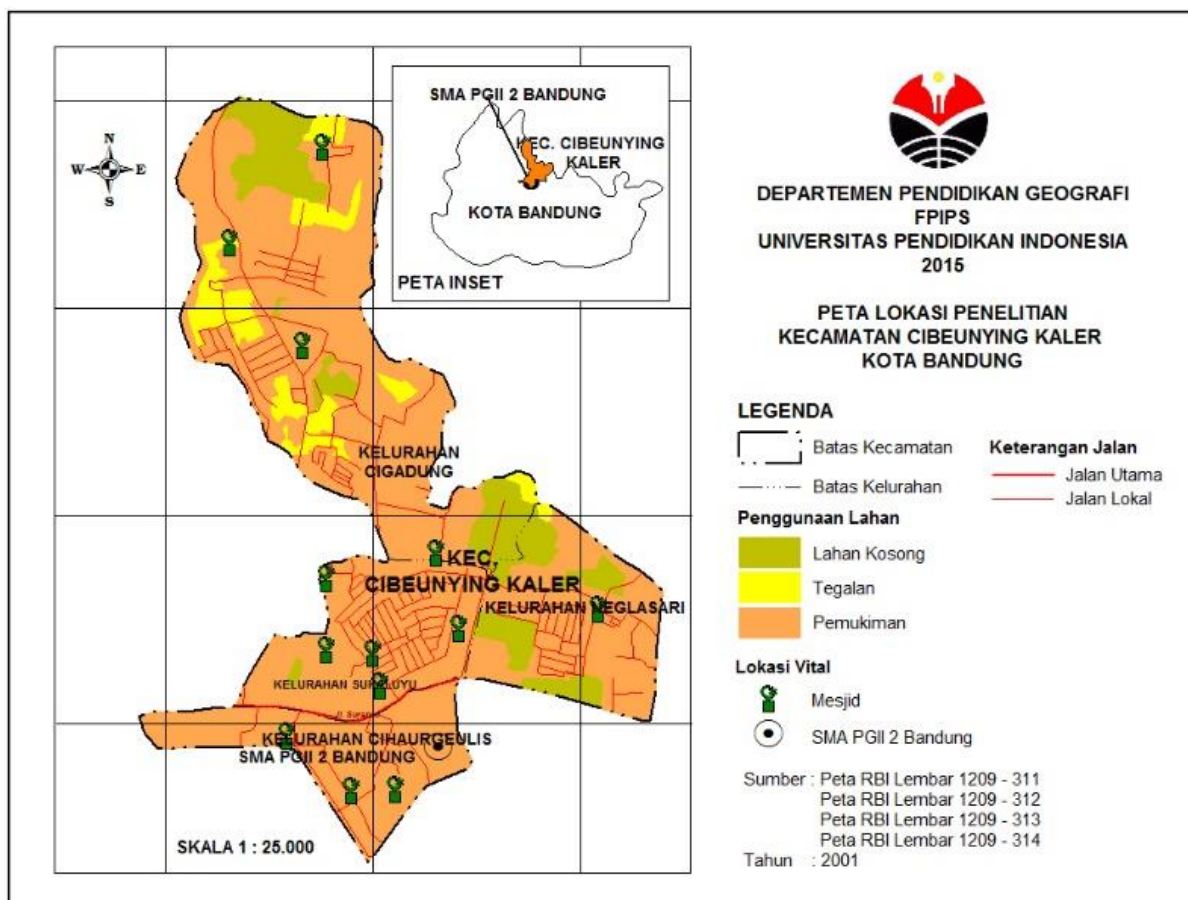 SMA PGII 2 BANDUNG
KEC. CIBEUNYING
KALER
KOTA BANDUNG
PETA INSET
N
W E
S
KELURAHAN
CIGADUNG
KEC.
CIBEUNYING KALER
KELURAHAN NEGLASARI
KELURAHAN SUKALUYU
KELURAHAN CIHAURGEULIS
SMA PGII 2 BANDUNG
SKALA 1 : 25.000
DEPARTEMEN PENDIDIKAN GEOGRAFI
FPIPS
UNIVERSITAS PENDIDIKAN INDONESIA
2015
PETA LOKASI PENELITIAN
KECAMATAN CIBEUNYING KALER
KOTA BANDUNG
LEGENDA
Batas Kecamatan
Batas Kelurahan
Keterangan Jalan
Jalan Utama
Jalan Lokal
Penggunaan Lahan
Lahan Kosong
Tegalan
Pemukiman
Lokasi Vital
Mesjid
SMA PGII 2 Bandung
Sumber : Peta RBI Lembar 1209 - 311
Peta RBI Lembar 1209 - 312
Peta RBI Lembar 1209 - 313
Peta RBI Lembar 1209 - 314
Tahun : 2001